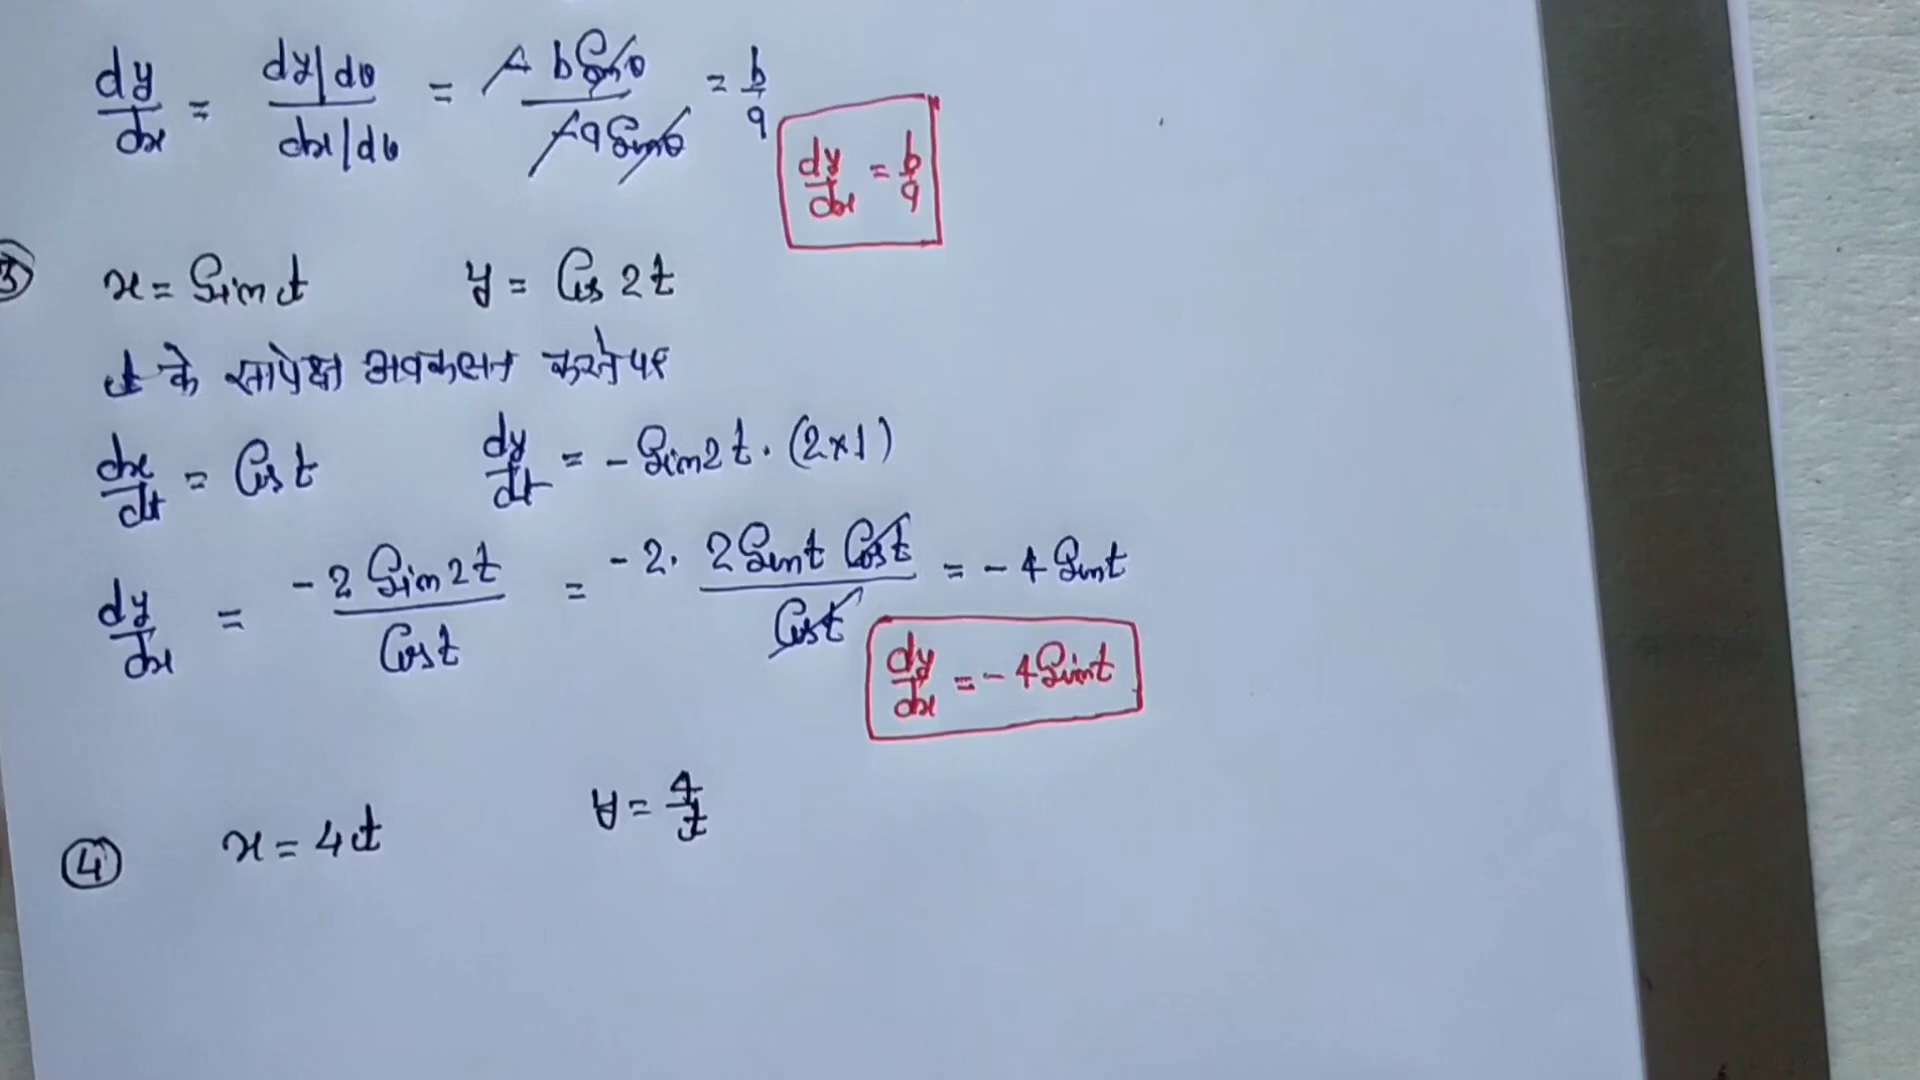 dy/dx = (dy/dθ)/(dx/dθ) = (-b Sinθ)/(-a Sinθ) = b/a
dy/dx = b/a
③ x = Sin t y = Cos 2t
t के सापेक्ष अवकलन करने पर
dx/dt = Cos t dy/dt = - Sin 2t . (2×1)
dy/dx = (-2 Sin 2t)/(Cos t) = -2. (2 Sin t Cos t)/(Cos t) = -4 Sin t
dy/dx = -4 Sin t
④ x = 4t y = 4/t